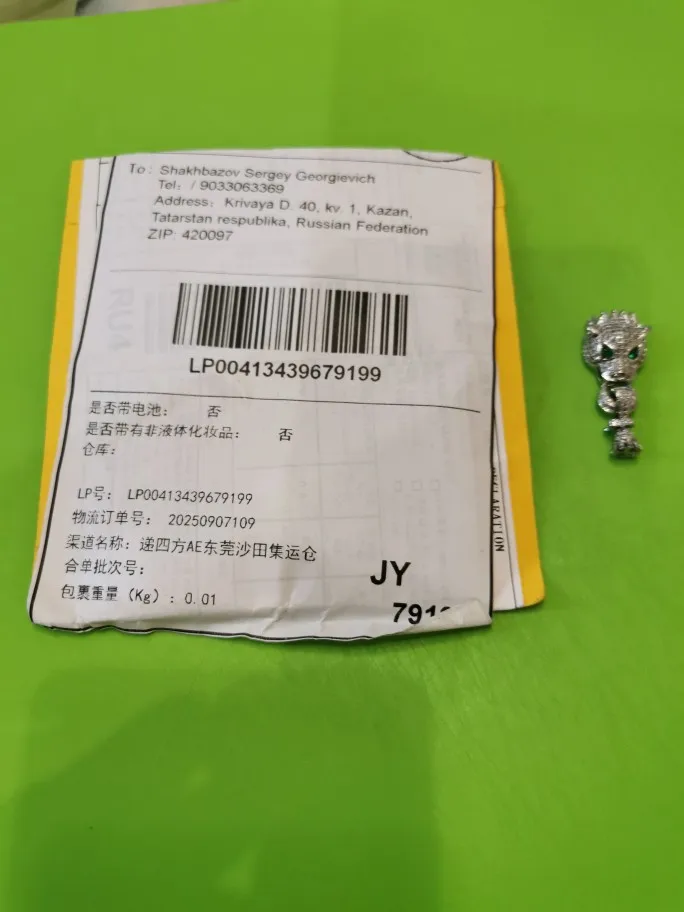 To: Shakhbazov Sergey Georgievich
Tel: / 9033063369
Address: Krivaya D. 40, kv. 1, Kazan,
Tatarstan respublika, Russian Federation
ZIP: 420097
LP00413439679199
是否带电池: 否
是否带有非液体化妆品: 否
仓库:
LP号: LP00413439679199
物流订单号: 20250907109
渠道名称: 递四方AE东莞沙田集运仓
合单批次号:
包裹重量 (Kg) : 0.01
JY